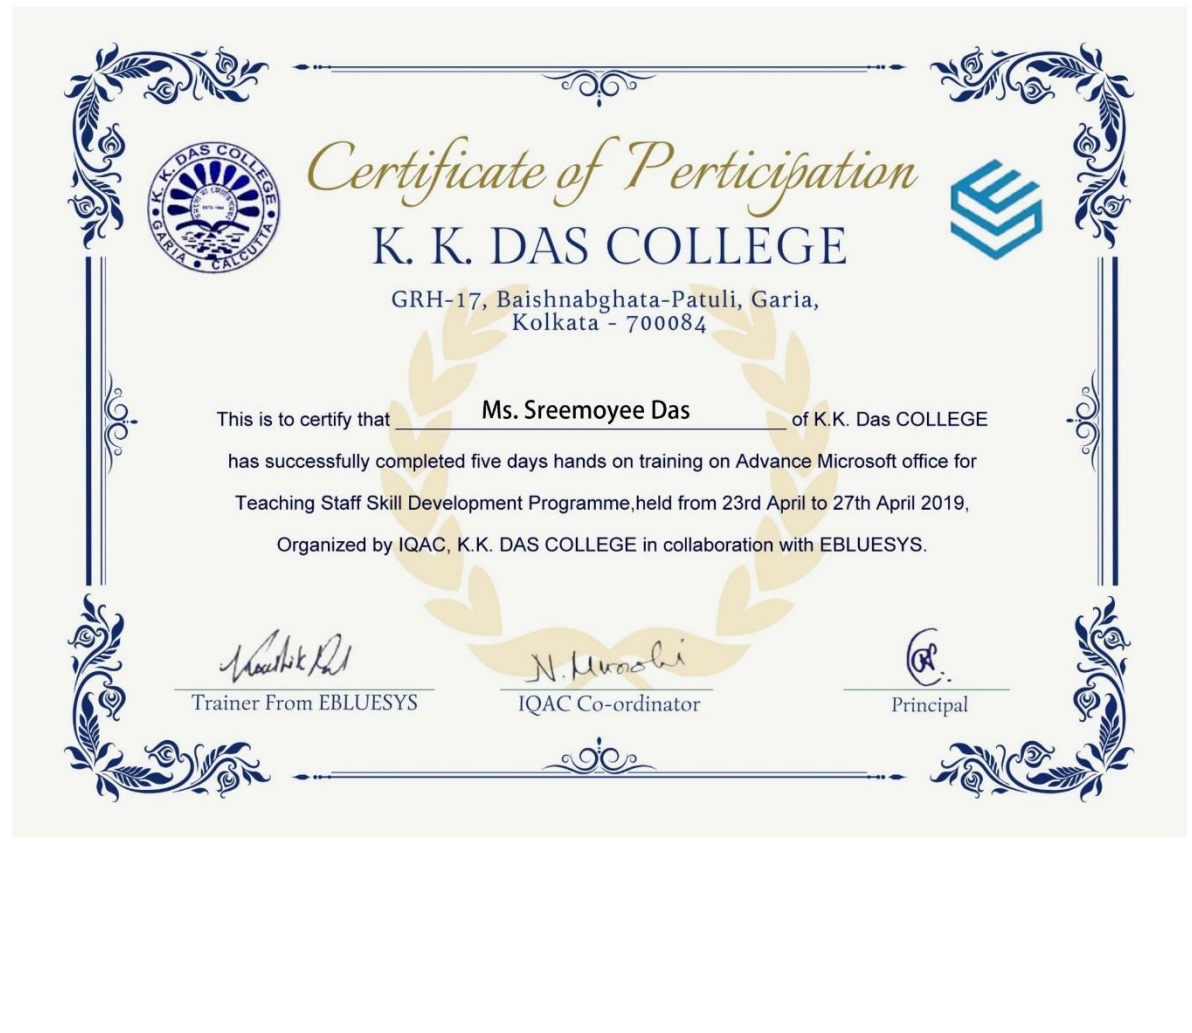 K. K. DAS COLLEGE
GARIA • CALCUTTA
Certificate of Perticipation
K. K. DAS COLLEGE
GRH-17, Baishnabghata-Patuli, Garia,
Kolkata - 700084
This is to certify that Ms. Sreemoyee Das of K.K. Das COLLEGE
has successfully completed five days hands on training on Advance Microsoft office for
Teaching Staff Skill Development Programme,held from 23rd April to 27th April 2019,
Organized by IQAC, K.K. DAS COLLEGE in collaboration with EBLUESYS.
N. Munshi
Trainer From EBLUESYS
IQAC Co-ordinator
Principal